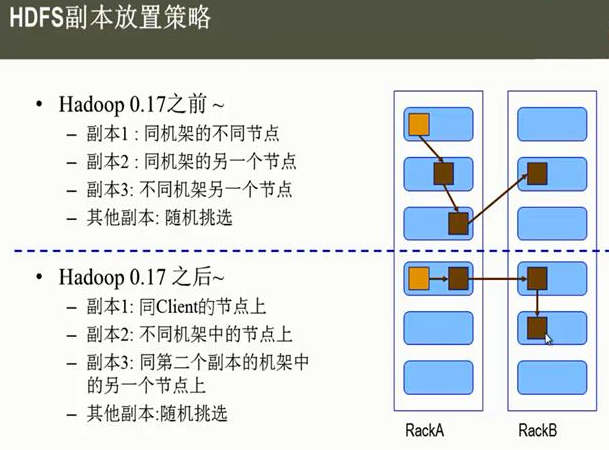 HDFS副本放置策略
• Hadoop 0.17之前 ~
– 副本1 : 同机架的不同节点
– 副本2 : 同机架的另一个节点
– 副本3: 不同机架另一个节点
– 其他副本: 随机挑选
• Hadoop 0.17 之后~
– 副本1: 同Client的节点上
– 副本2: 不同机架中的节点上
– 副本3: 同第二个副本的机架中
的另一个节点上
– 其他副本:随机挑选
RackA
RackB